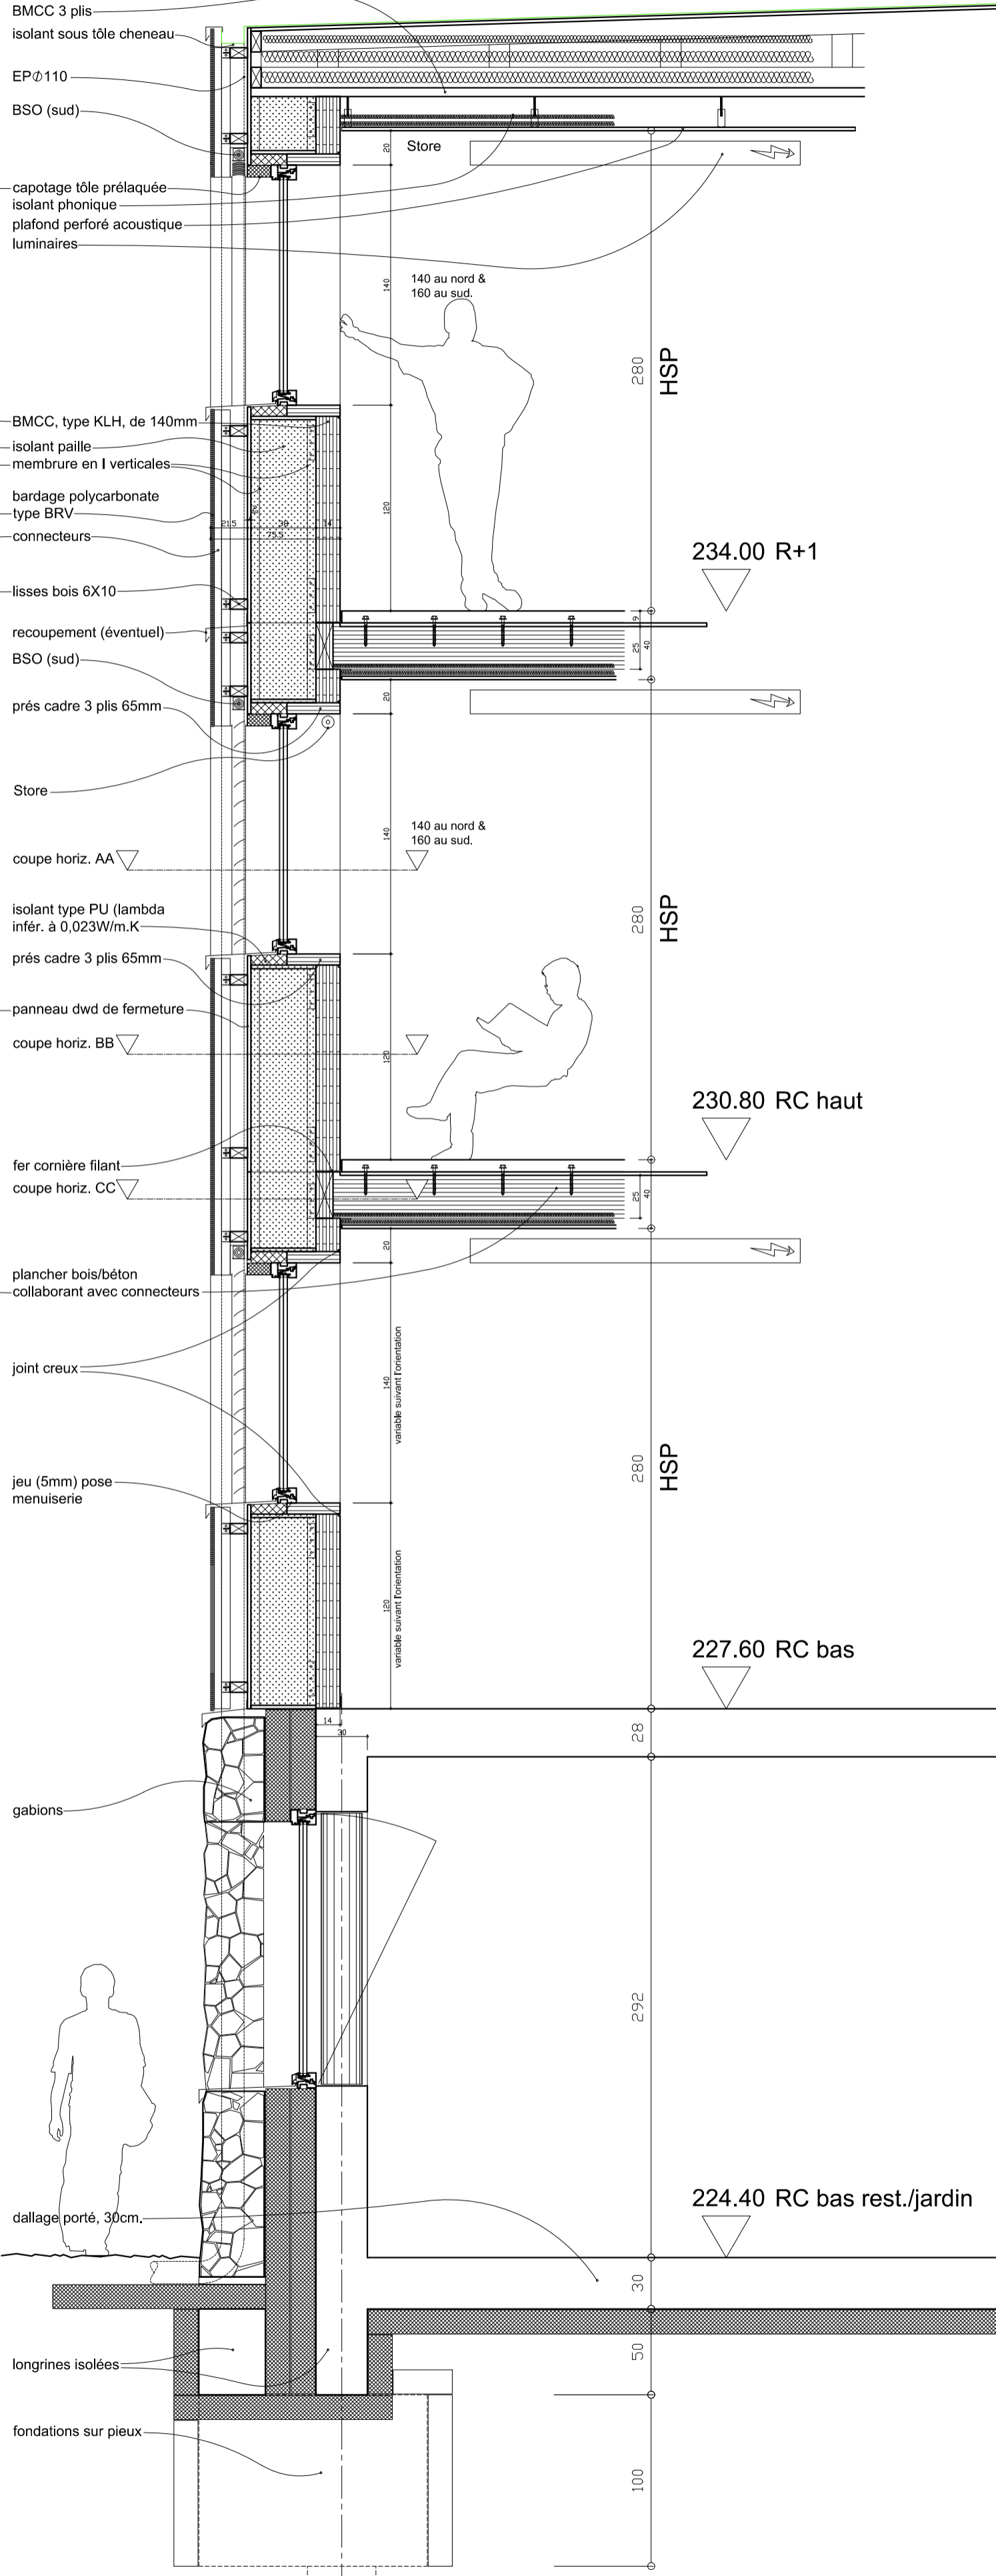 BMCC 3 plis
isolant sous tôle cheneau
EP∅110
BSO (sud)
20
Store
capotage tôle prélaquée
isolant phonique
plafond perforé acoustique
luminaires
140
140 au nord &
160 au sud.
280
HSP
BMCC, type KLH, de 140mm
isolant paille
membrure en I verticales
bardage polycarbonate
type BRV
connecteurs
2
21.5
38
14
75.5
120
234.00 R+1
lisses bois 6X10
recoupement (éventuel)
9
25
40
BSO (sud)
prés cadre 3 plis 65mm
20
Store
140
140 au nord &
160 au sud.
coupe horiz. AA
280
HSP
isolant type PU (lambda
infér. à 0,023W/m.K
prés cadre 3 plis 65mm
panneau dwd de fermeture
coupe horiz. BB
120
230.80 RC haut
fer cornière filant
coupe horiz. CC
25
40
20
plancher bois/béton
collaborant avec connecteurs
joint creux
140
variable suivant l'orientation
280
HSP
jeu (5mm) pose
menuiserie
120
variable suivant l'orientation
227.60 RC bas
14
30
28
gabions
292
224.40 RC bas rest./jardin
dallage porté, 30cm.
30
50
longrines isolées
fondations sur pieux
100